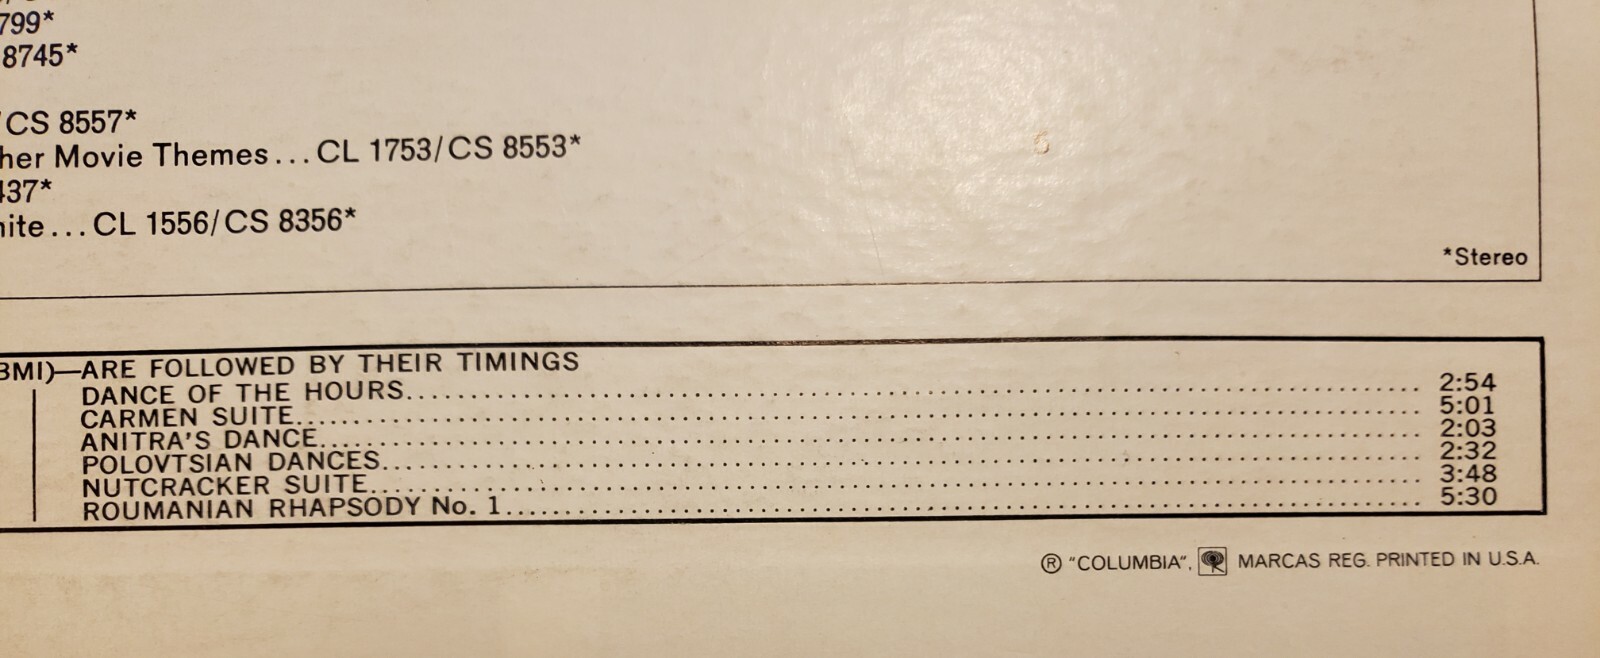 799*
8745*
/CS 8557*
her Movie Themes...CL 1753/CS 8553*
437*
ite...CL 1556/CS 8356*
*Stereo
BMI)—ARE FOLLOWED BY THEIR TIMINGS
DANCE OF THE HOURS 2:54
CARMEN SUITE 5:01
ANITRA'S DANCE 2:03
POLOVTSIAN DANCES 2:32
NUTCRACKER SUITE 3:48
ROUMANIAN RHAPSODY No. 1 5:30
® "COLUMBIA", MARCAS REG. PRINTED IN U.S.A.